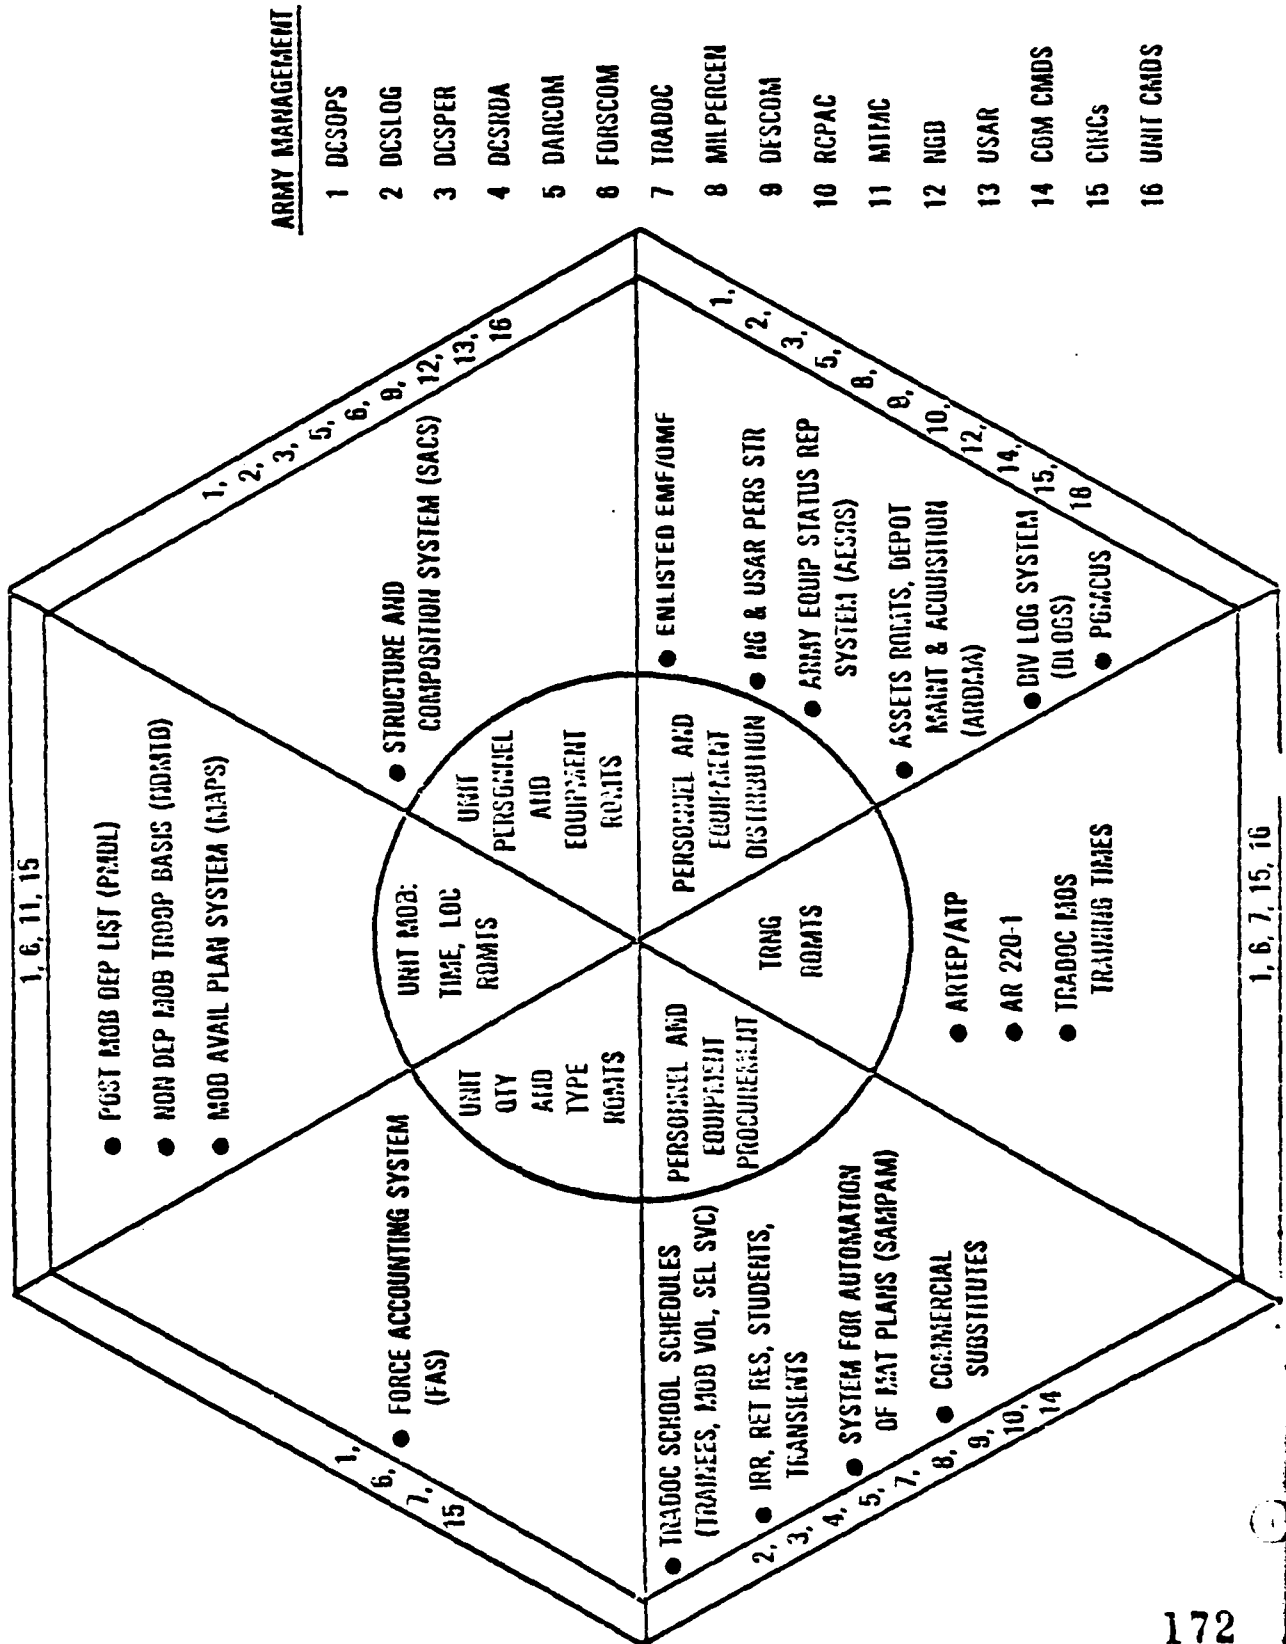 ARMY MANAGEMENT
1 DCSOPS
2 DCSLOG
3 DCSPER
4 DCSRDA
5 DARCOM
6 FORSCOM
7 TRADOC
8 MILPERCEN
9 DESCOM
10 RCPAC
11 MTMC
12 NGB
13 USAR
14 COM CMDS
15 CINCs
16 UNIT CMDS
1, 6, 11, 15
● POST MOB DEP LIST (PMDL)
● NON DEP MOB TROOP BASIS (NDMTB)
● MOB AVAIL PLAN SYSTEM (MAPS)
UNIT MOB:
TIME, LOC
RQMTS
1,
2,
3,
5,
6,
9,
12,
13,
16
● STRUCTURE AND
COMPOSITION SYSTEM (SACS)
UNIT
PERSONNEL
AND
EQUIPMENT
RQMTS
1,
2,
3,
5,
8,
9,
10,
12,
14,
15,
16
● ENLISTED EMF/OMF
● NG & USAR PERS STR
● ARMY EQUIP STATUS REP
SYSTEM (AESRS)
● ASSETS RQMTS, DEPOT
MAINT & ACQUISITION
(ARDMA)
● DIV LOG SYSTEM
(DLOGS)
● PGMCUS
PERSONNEL AND
EQUIPMENT
DISTRIBUTION
TRNG
RQMTS
● ARTEP/ATP
● AR 220-1
● TRADOC MOS
TRAINING TIMES
1, 6, 7, 15, 16
PERSONNEL AND
EQUIPMENT
PROCUREMENT
● TRADOC SCHOOL SCHEDULES
(TRAINEES, MOB VOL, SEL SVC)
● IRR, RET RES, STUDENTS,
TRANSIENTS
● SYSTEM FOR AUTOMATION
OF MAT PLANS (SAMPAM)
● COMMERCIAL
SUBSTITUTES
2,
3,
4,
5,
7,
8,
9,
10,
14
UNIT
QTY
AND
TYPE
RQMTS
● FORCE ACCOUNTING SYSTEM
(FAS)
1,
6,
7,
15
172